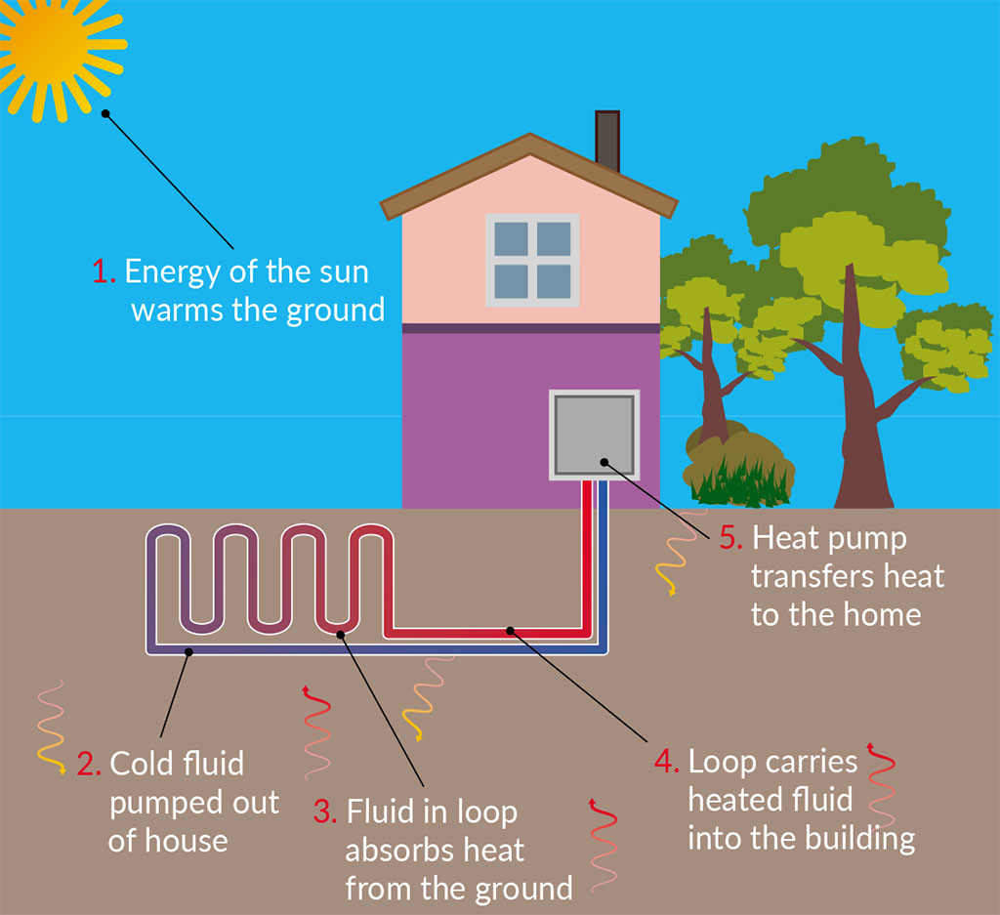 1. Energy of the sun
warms the ground
5. Heat pump
transfers heat
to the home
2. Cold fluid
pumped out
of house
3. Fluid in loop
absorbs heat
from the ground
4. Loop carries
heated fluid
into the building